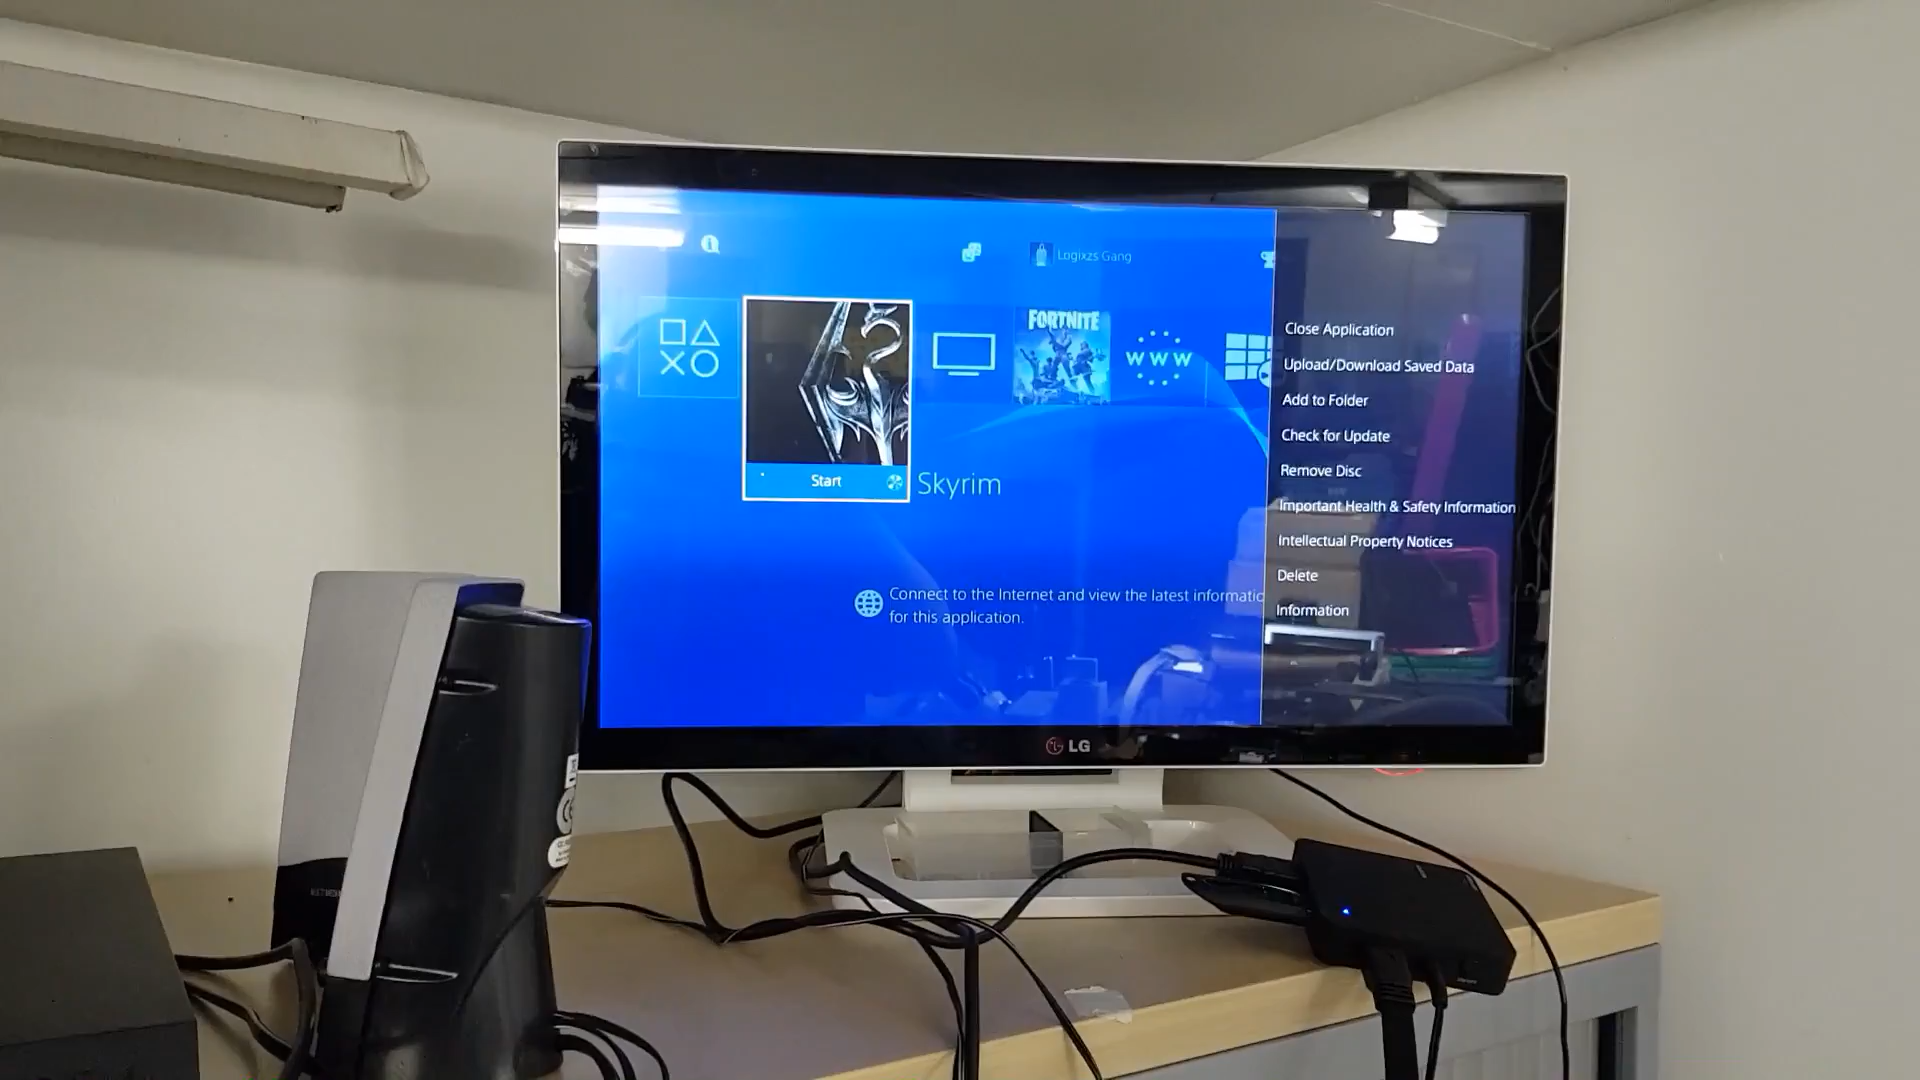 Logixzs Gang
FORTNITE
WWW
Start
Skyrim
Connect to the Internet and view the latest informatic
for this application.
Close Application
Upload/Download Saved Data
Add to Folder
Check for Update
Remove Disc
Important Health & Safety Information
Intellectual Property Notices
Delete
Information
LG